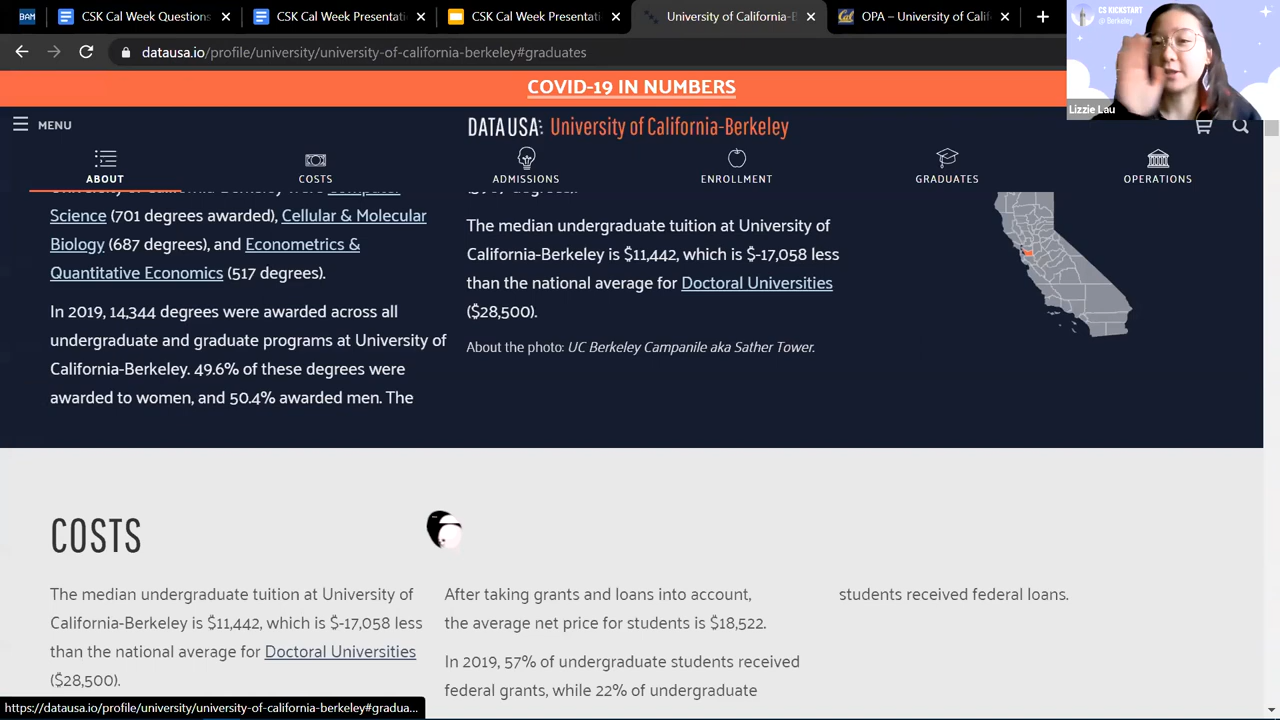 CSK Cal Week Questions
CSK Cal Week Presentati
CSK Cal Week Presentati
University of California-B
OPA – University of Calif
BAM
CS KICKSTART
@ Berkeley
Lizzie Lau
datausa.io/profile/university/university-of-california-berkeley#graduates
COVID-19 IN NUMBERS
MENU
DATA USA: University of California-Berkeley
ABOUT
COSTS
ADMISSIONS
ENROLLMENT
GRADUATES
OPERATIONS
University of California-Berkeley were Computer
Science (701 degrees awarded), Cellular & Molecular
Biology (687 degrees), and Econometrics &
Quantitative Economics (517 degrees).
In 2019, 14,344 degrees were awarded across all
undergraduate and graduate programs at University of
California-Berkeley. 49.6% of these degrees were
awarded to women, and 50.4% awarded men. The
The median undergraduate tuition at University of
California-Berkeley is $11,442, which is $-17,058 less
than the national average for Doctoral Universities
($28,500).
About the photo: UC Berkeley Campanile aka Sather Tower.
COSTS
The median undergraduate tuition at University of
California-Berkeley is $11,442, which is $-17,058 less
than the national average for Doctoral Universities
($28,500).
After taking grants and loans into account,
the average net price for students is $18,522.
In 2019, 57% of undergraduate students received
federal grants, while 22% of undergraduate
students received federal loans.
https://datausa.io/profile/university/university-of-california-berkeley#gradua...